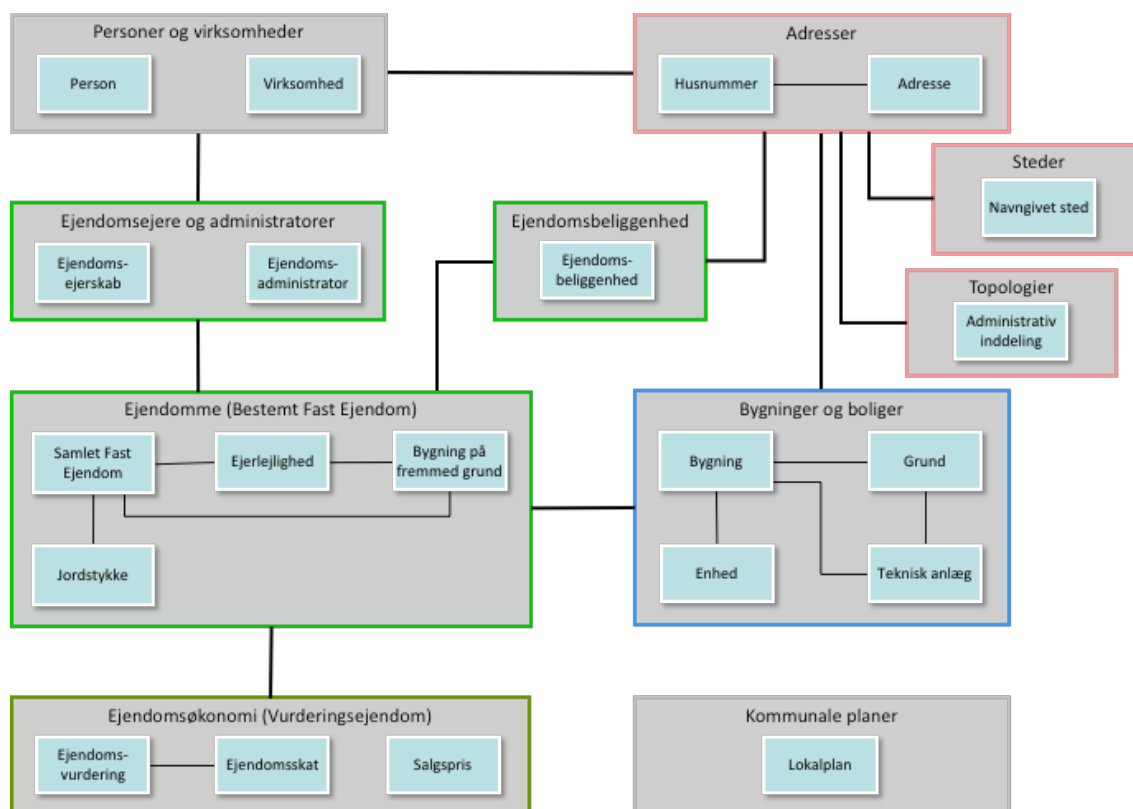 Personer og virksomheder
Person
Virksomhed
Adresser
Husnummer
Adresse
Steder
Navngivet sted
Ejendomsejere og administratorer
Ejendoms-
ejerskab
Ejendoms-
administrator
Ejendomsbeliggenhed
Ejendoms-
beliggenhed
Topologier
Administrativ
inddeling
Ejendomme (Bestemt Fast Ejendom)
Samlet Fast
Ejendom
Ejerlejlighed
Bygning på
fremmed grund
Jordstykke
Bygninger og boliger
Bygning
Grund
Enhed
Teknisk anlæg
Ejendomsøkonomi (Vurderingsejendom)
Ejendoms-
vurdering
Ejendomsskat
Salgspris
Kommunale planer
Lokalplan